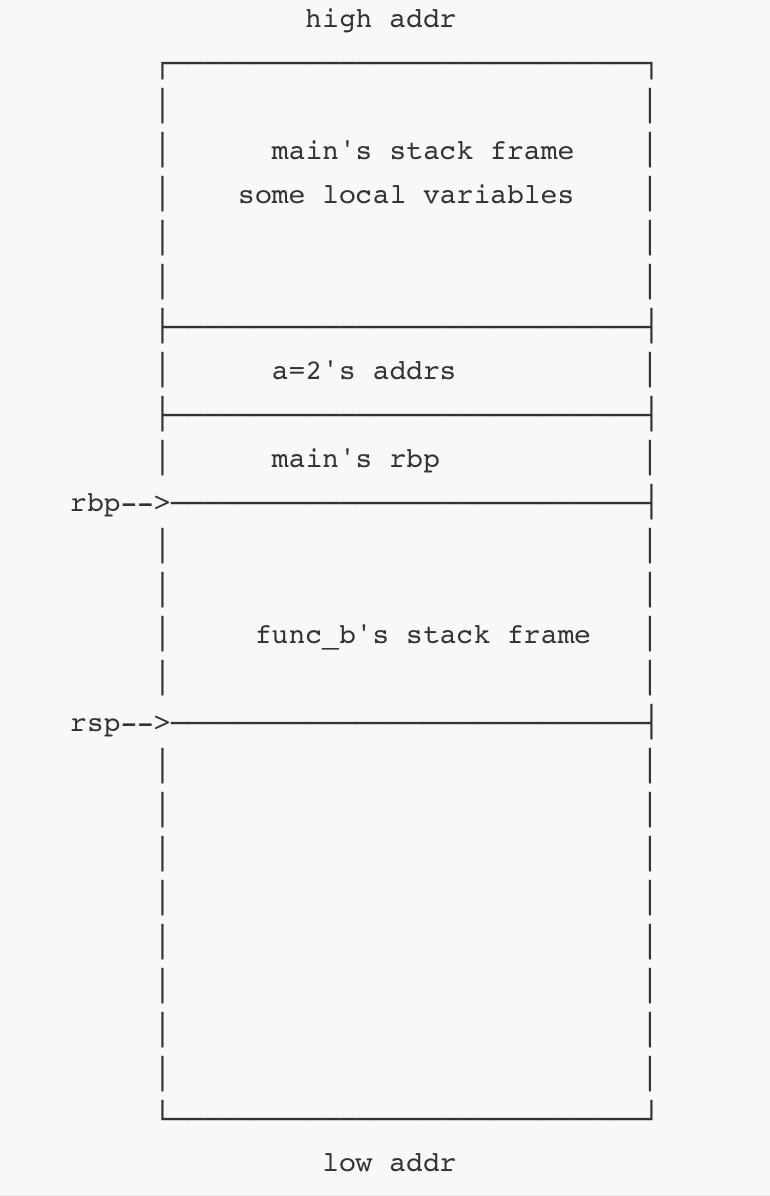 high addr
main's stack frame
some local variables
a=2's addrs
main's rbp
rbp-->
func_b's stack frame
rsp-->
low addr